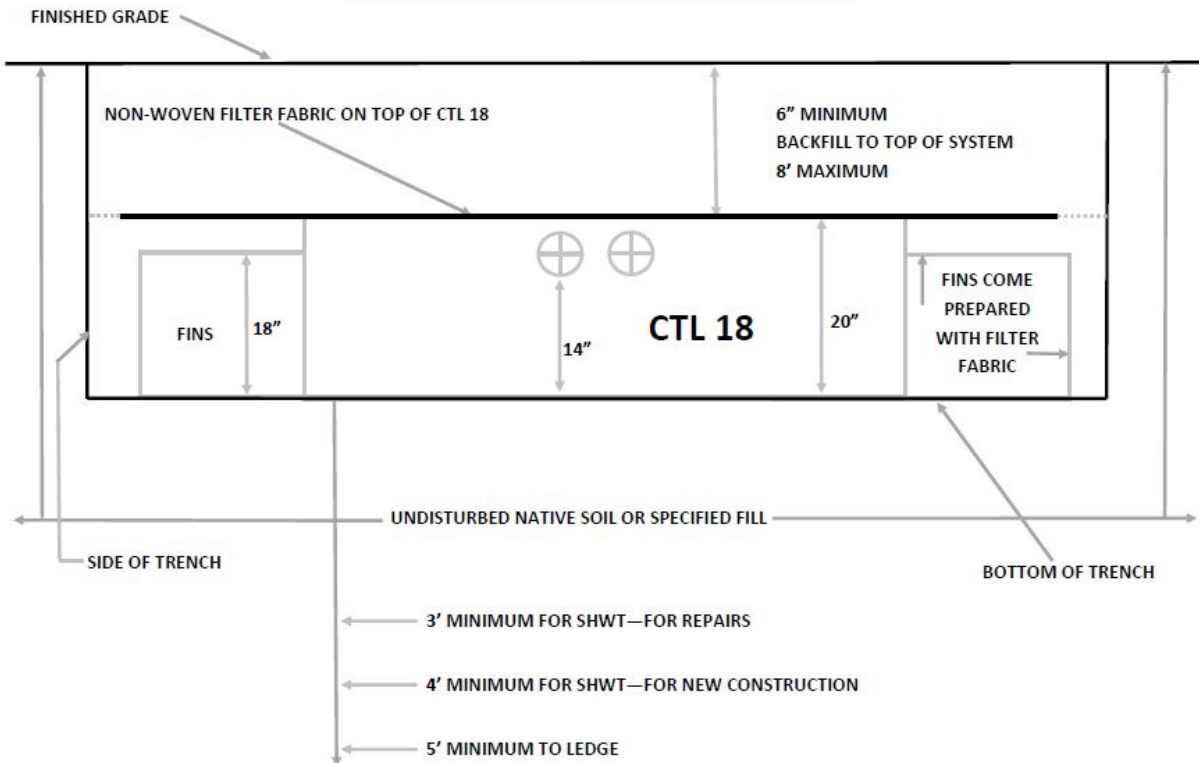 FINISHED GRADE
NON-WOVEN FILTER FABRIC ON TOP OF CTL 18
6” MINIMUM
BACKFILL TO TOP OF SYSTEM
8’ MAXIMUM
FINS
18”
14”
CTL 18
20”
FINS COME
PREPARED
WITH FILTER
FABRIC
UNDISTURBED NATIVE SOIL OR SPECIFIED FILL
SIDE OF TRENCH
BOTTOM OF TRENCH
3’ MINIMUM FOR SHWT—FOR REPAIRS
4’ MINIMUM FOR SHWT—FOR NEW CONSTRUCTION
5’ MINIMUM TO LEDGE